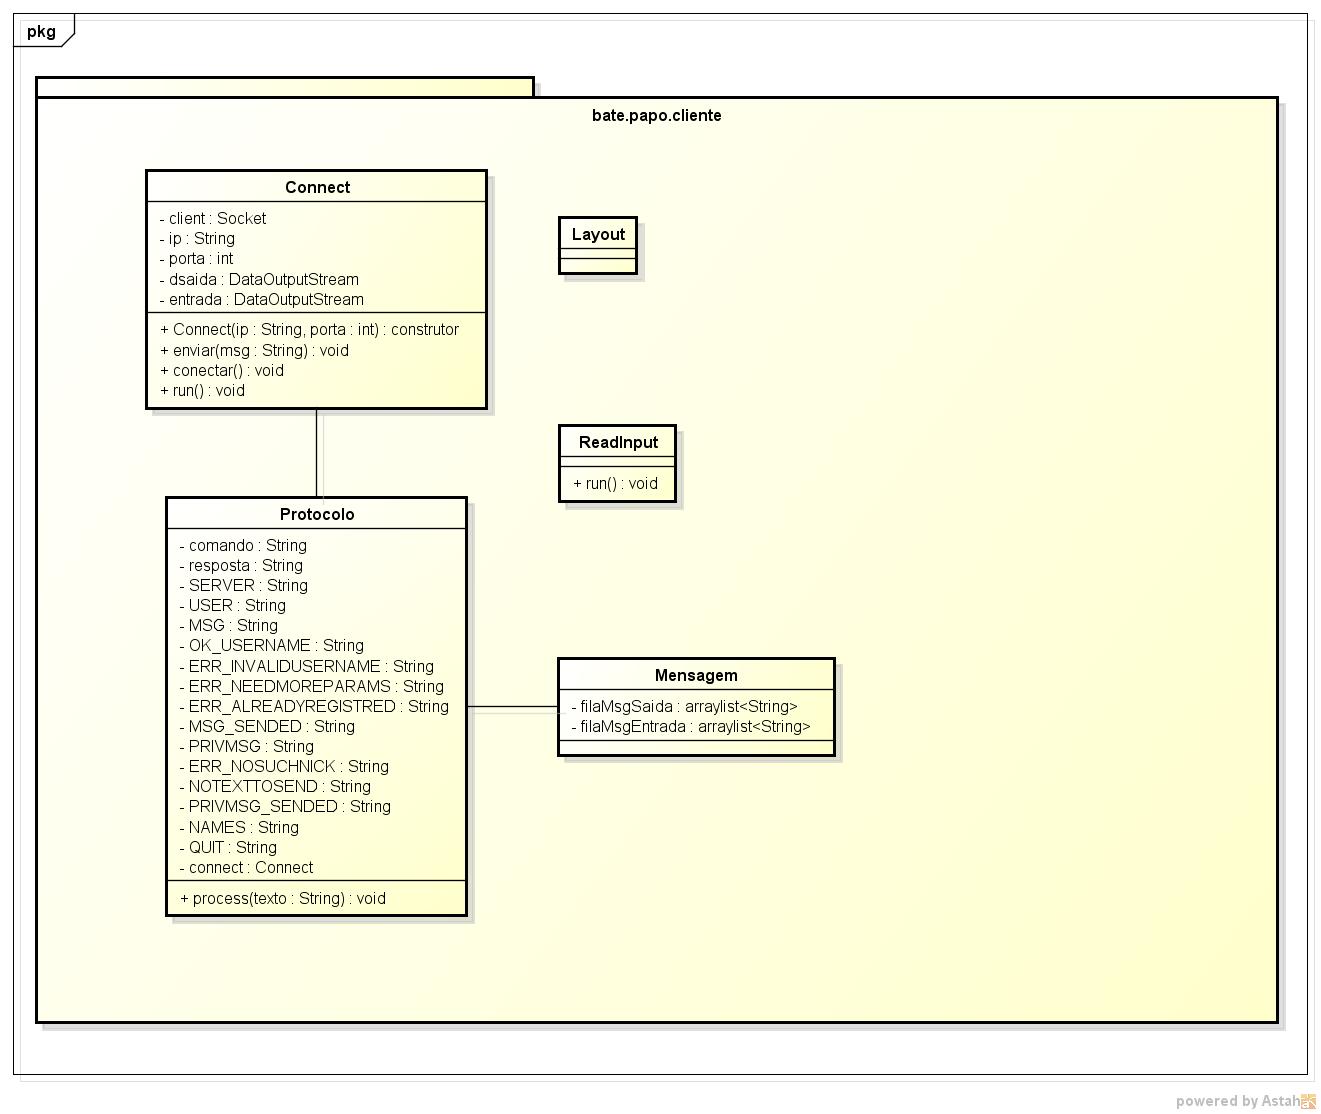 pkg
bate.papo.cliente
Connect
- client : Socket
- ip : String
- porta : int
- dsaida : DataOutputStream
- entrada : DataOutputStream
+ Connect(ip : String, porta : int) : construtor
+ enviar(msg : String) : void
+ conectar() : void
+ run() : void
Layout
ReadInput
+ run() : void
Protocolo
- comando : String
- resposta : String
- SERVER : String
- USER : String
- MSG : String
- OK_USERNAME : String
- ERR_INVALIDUSERNAME : String
- ERR_NEEDMOREPARAMS : String
- ERR_ALREADYREGISTRED : String
- MSG_SENDED : String
- PRIVMSG : String
- ERR_NOSUCHNICK : String
- NOTEXTTOSEND : String
- PRIVMSG_SENDED : String
- NAMES : String
- QUIT : String
- connect : Connect
+ process(texto : String) : void
Mensagem
- filaMsgSaida : arraylist<String>
- filaMsgEntrada : arraylist<String>
powered by Astah